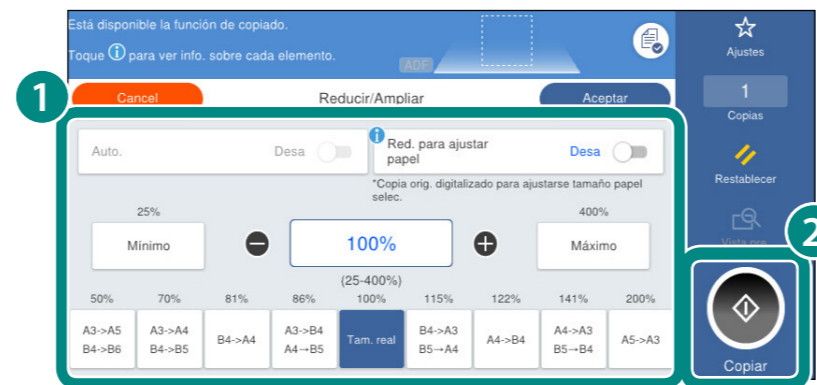 Está disponible la función de copiado.
Toque i para ver info. sobre cada elemento.
ADF
Ajustes
1
Cancel
Reducir/Ampliar
Aceptar
1
Copias
Auto.
Desa
i
Red. para ajustar
papel
Desa
*Copia orig. digitalizado para ajustarse tamaño papel
selec.
Restablecer
25%
400%
Mínimo
100%
Máximo
(25-400%)
Vista pre
2
50% 70% 81% 86% 100% 115% 122% 141% 200%
A3->A5
B4->B6
A3->A4
B4->B5
B4->A4
A3->B4
A4→B5
Tam. real
B4->A3
B5→A4
A4->B4
A4->A3
B5→B4
A5->A3
Copiar